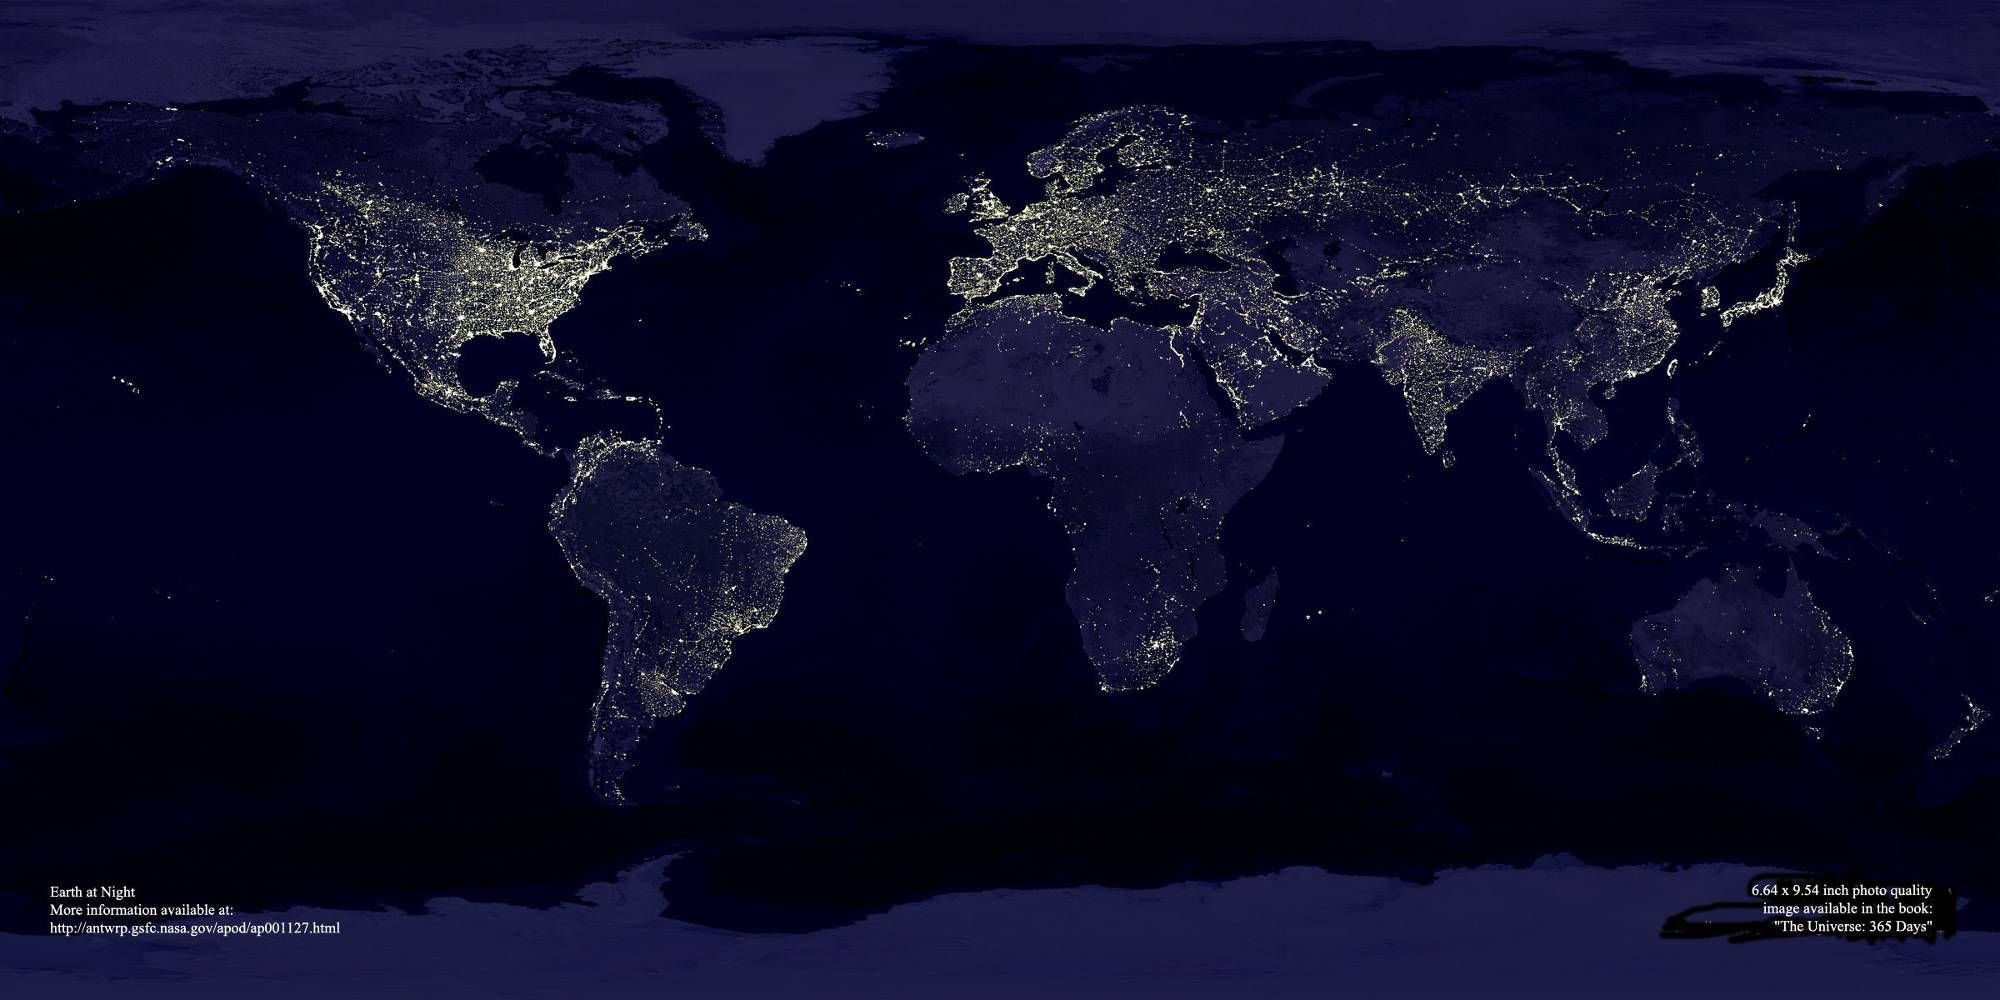 Earth at Night
More information available at:
http://antwrp.gsfc.nasa.gov/apod/ap001127.html
6.64 x 9.54 inch photo quality
image available in the book:
"The Universe: 365 Days"